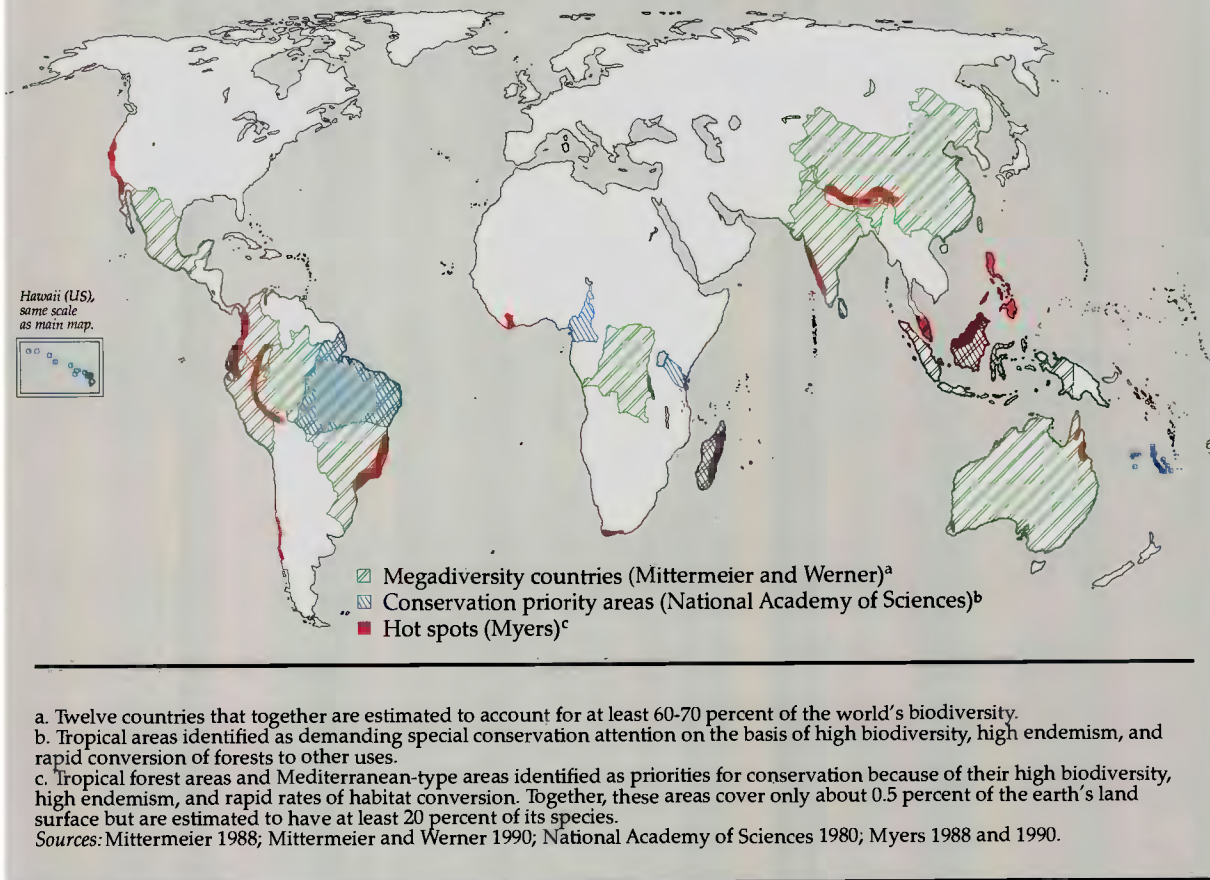 Hawaii (US),
same scale
as main map.
Megadiversity countries (Mittermeier and Werner)a
Conservation priority areas (National Academy of Sciences)b
Hot spots (Myers)c
a. Twelve countries that together are estimated to account for at least 60-70 percent of the world's biodiversity.
b. Tropical areas identified as demanding special conservation attention on the basis of high biodiversity, high endemism, and
rapid conversion of forests to other uses.
c. Tropical forest areas and Mediterranean-type areas identified as priorities for conservation because of their high biodiversity,
high endemism, and rapid rates of habitat conversion. Together, these areas cover only about 0.5 percent of the earth's land
surface but are estimated to have at least 20 percent of its species.
Sources: Mittermeier 1988; Mittermeier and Werner 1990; National Academy of Sciences 1980; Myers 1988 and 1990.